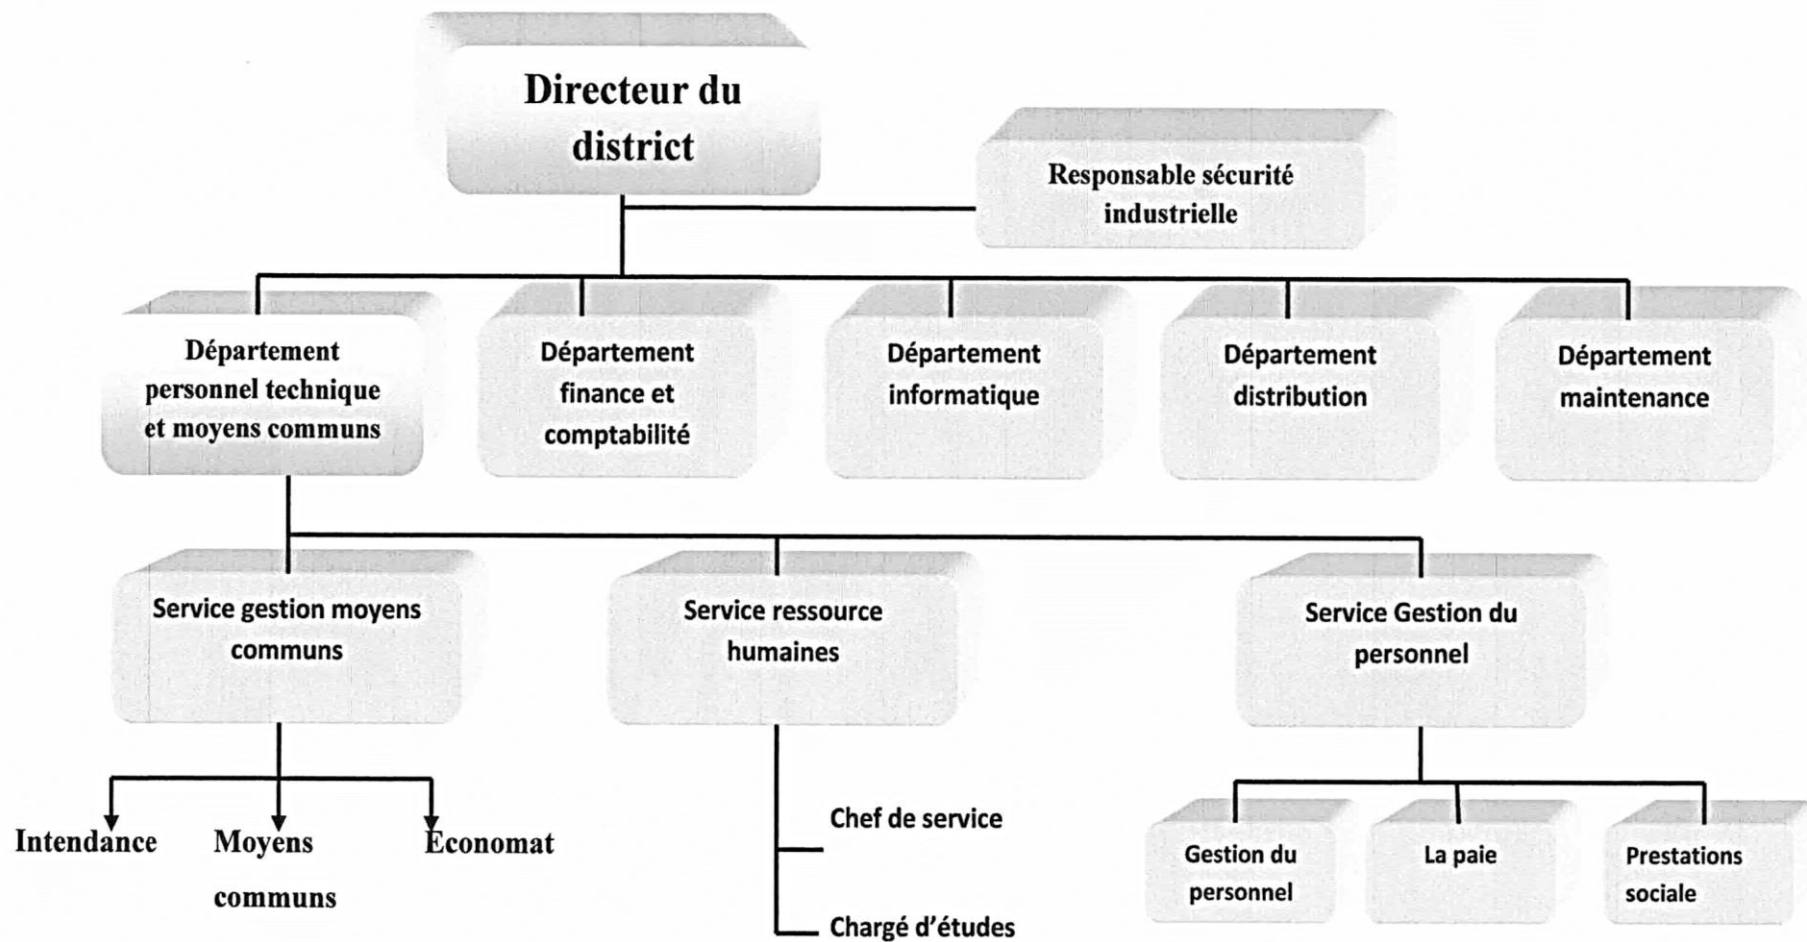 Directeur du
district
Responsable sécurité
industrielle
Département
personnel technique
et moyens communs
Département
finance et
comptabilité
Département
informatique
Département
distribution
Département
maintenance
Service gestion moyens
communs
Service ressource
humaines
Service Gestion du
personnel
Intendance
Moyens
communs
Economat
Chef de service
Chargé d'études
Gestion du
personnel
La paie
Prestations
sociale